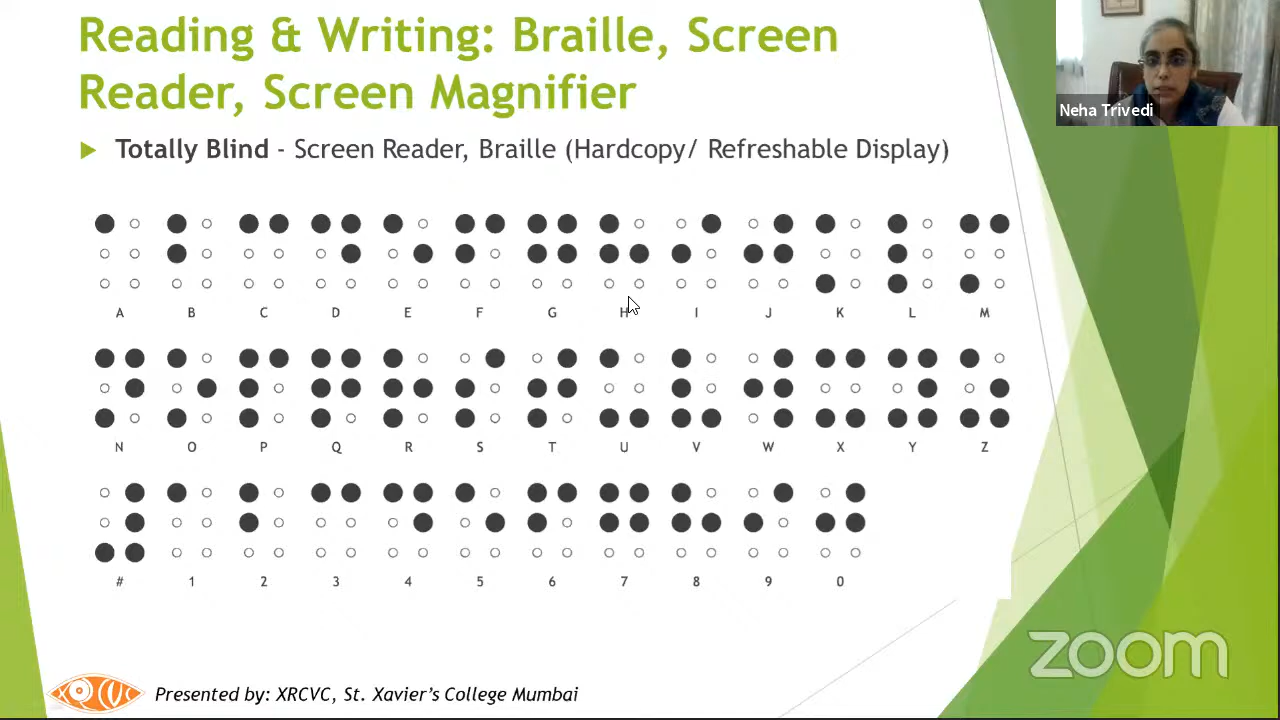 Reading & Writing: Braille, Screen
Reader, Screen Magnifier
Neha Trivedi
Totally Blind - Screen Reader, Braille (Hardcopy/ Refreshable Display)
A B C D E F G H I J K L M
N O P Q R S T U V W X Y Z
# 1 2 3 4 5 6 7 8 9 0
zoom
XRCVC
Presented by: XRCVC, St. Xavier's College Mumbai